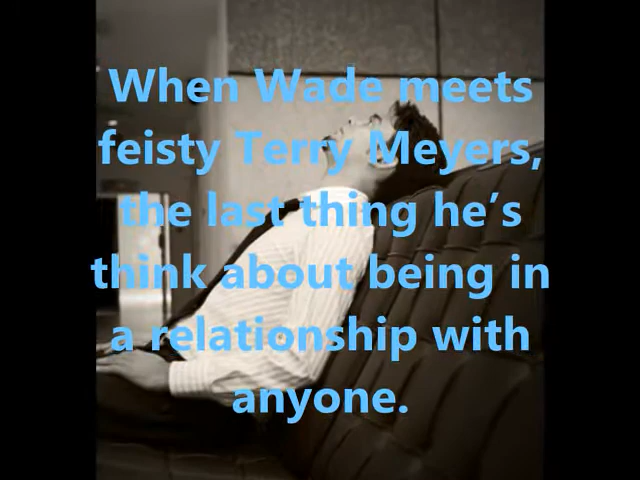 When Wade meets
feisty Terry Meyers,
the last thing he’s
think about being in
a relationship with
anyone.